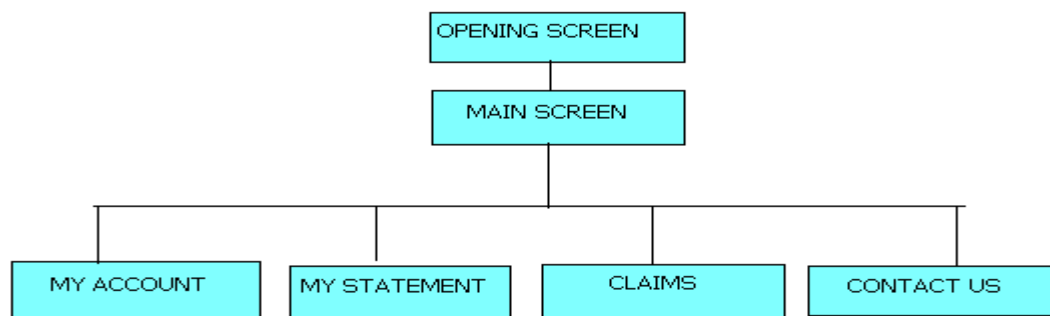 OPENING SCREEN
MAIN SCREEN
MY ACCOUNT
MY STATEMENT
CLAIMS
CONTACT US